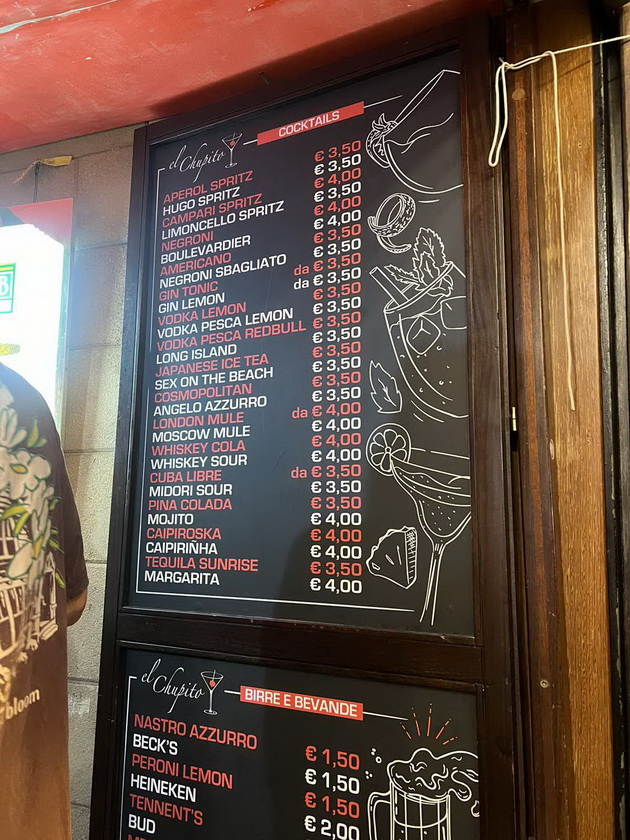 el Chupito
COCKTAILS
APEROL SPRITZ € 3,50
HUGO SPRITZ € 3,50
CAMPARI SPRITZ € 4,00
LIMONCELLO SPRITZ € 3,50
NEGRONI € 4,00
BOULEVARDIER € 4,00
AMERICANO € 3,50
NEGRONI SBAGLIATO € 3,50
GIN TONIC da € 3,50
GIN LEMON da € 3,50
VODKA LEMON € 3,50
VODKA PESCA LEMON € 3,50
VODKA PESCA REDBULL € 3,50
LONG ISLAND € 3,50
JAPANESE ICE TEA € 3,50
SEX ON THE BEACH € 3,50
COSMOPOLITAN € 3,50
ANGELO AZZURRO € 3,50
LONDON MULE da € 4,00
MOSCOW MULE € 4,00
WHISKEY COLA € 4,00
WHISKEY SOUR € 4,00
CUBA LIBRE da € 3,50
MIDORI SOUR € 3,50
PINA COLADA € 3,50
MOJITO € 4,00
CAIPIROSKA € 4,00
CAIPIRIÑHA € 4,00
TEQUILA SUNRISE € 3,50
MARGARITA € 4,00
el Chupito
BIRRE E BEVANDE
NASTRO AZZURRO € 1,50
BECK'S € 1,50
PERONI LEMON € 1,50
HEINEKEN € 2,00
TENNENT'S
BUD
bloom